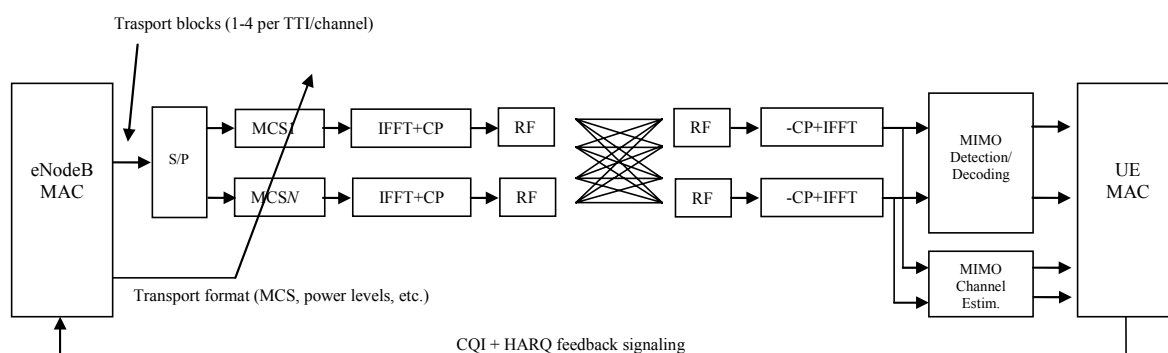 Trasport blocks (1-4 per TTI/channel)
eNodeB
MAC
S/P
MCS1
IFFT+CP
RF
RF
-CP+IFFT
MIMO
Detection/
Decoding
UE
MAC
MCSN
IFFT+CP
RF
RF
-CP+IFFT
MIMO
Channel
Estim.
Transport format (MCS, power levels, etc.)
CQI + HARQ feedback signaling